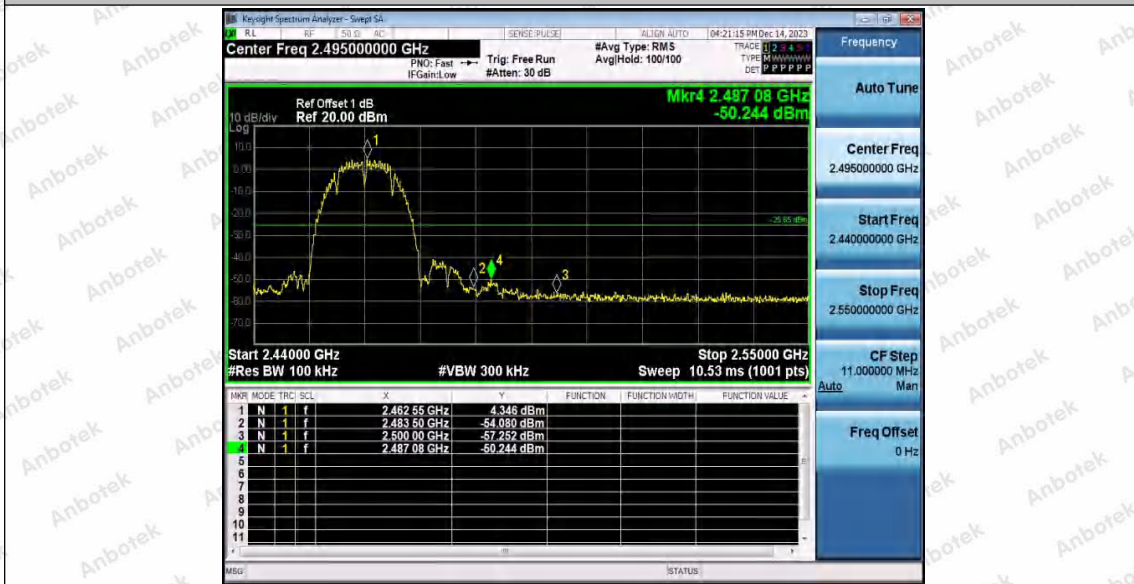 Keysight Spectrum Analyzer - Swept SA
RL RF 50 Ω AC SENSE:PULSE ALIGN AUTO 04:21:15 PM Dec 14, 2023
Center Freq 2.495000000 GHz
PNO: Fast
IFGain:Low
Trig: Free Run
#Atten: 30 dB
#Avg Type: RMS
Avg|Hold: 100/100
TRACE 1 2 3 4 5 6
TYPE MWWWWW
DET P P P P P P
Ref Offset 1 dB
10 dB/div Ref 20.00 dBm
Log
Mkr4 2.487 08 GHz
-50.244 dBm
10.0
0.00
-10.0
-20.0
-30.0
-40.0
-50.0
-60.0
-70.0
1
2
4
3
-25.65 dBm
Start 2.44000 GHz Stop 2.55000 GHz
#Res BW 100 kHz #VBW 300 kHz Sweep 10.53 ms (1001 pts)
MKR MODE TRC SCL X Y FUNCTION FUNCTION WIDTH FUNCTION VALUE
1 N 1 f 2.462 55 GHz 4.346 dBm
2 N 1 f 2.483 50 GHz -54.080 dBm
3 N 1 f 2.500 00 GHz -57.252 dBm
4 N 1 f 2.487 08 GHz -50.244 dBm
5
6
7
8
9
10
11
MSG STATUS
Frequency
Auto Tune
Center Freq
2.495000000 GHz
Start Freq
2.440000000 GHz
Stop Freq
2.550000000 GHz
CF Step
11.000000 MHz
Auto Man
Freq Offset
0 Hz
Anbotek